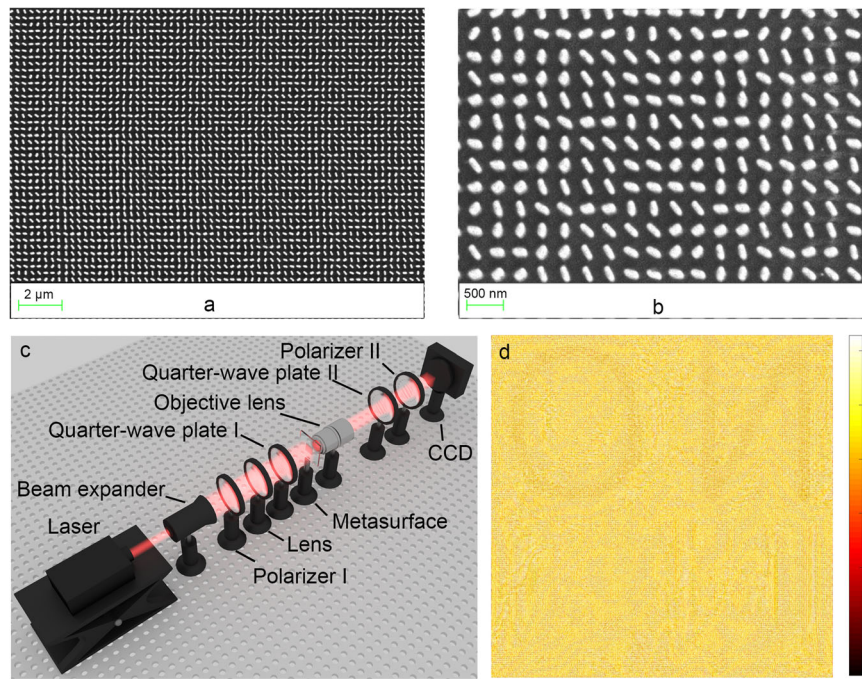 2 μm
a
500 nm
b
c
Polarizer II
Quarter-wave plate II
Objective lens
Quarter-wave plate I
CCD
Beam expander
Metasurface
Laser
Lens
Polarizer I
d